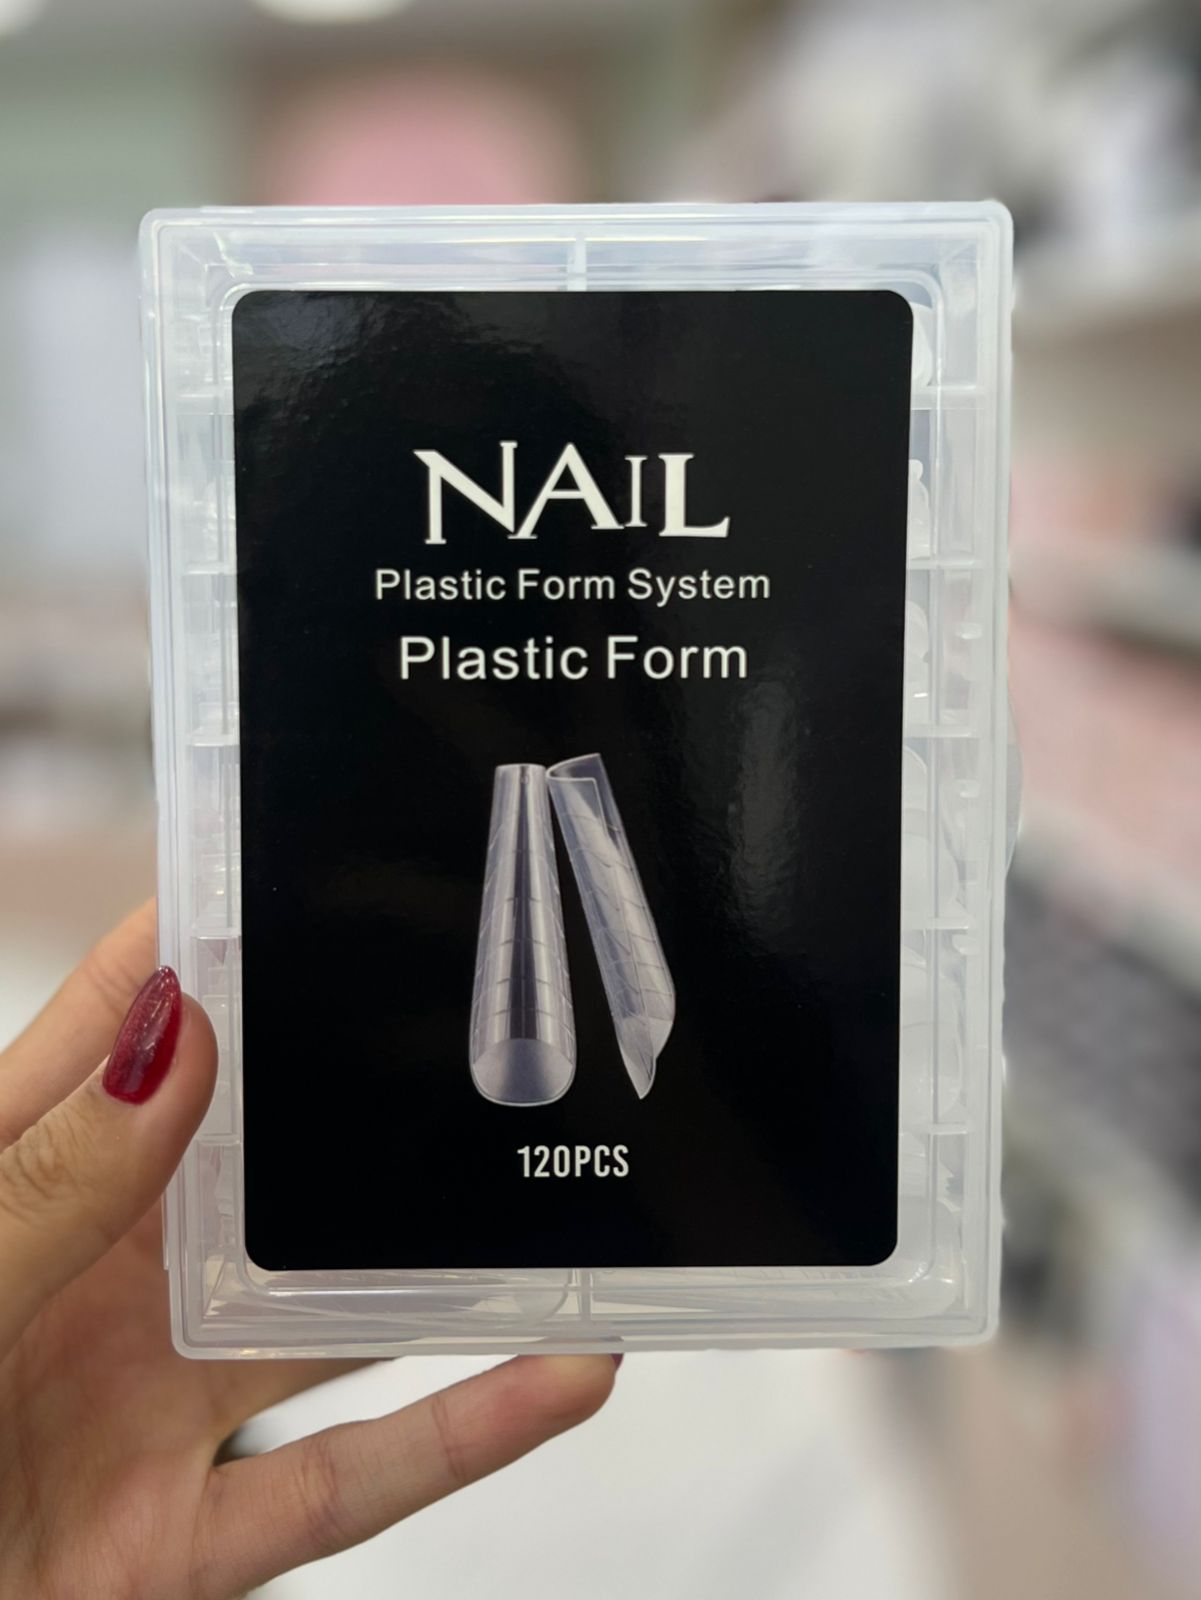 NAIL
Plastic Form System
Plastic Form
120PCS